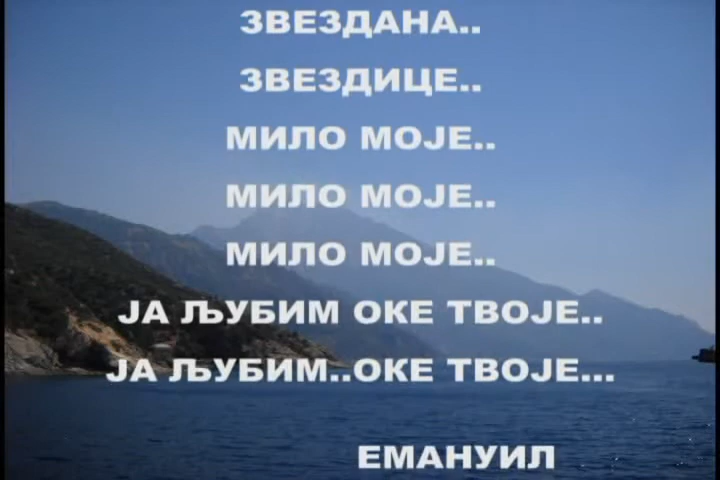 ЗВЕЗДАНА..
ЗВЕЗДИЦЕ..
МИЛО МОЈЕ..
МИЛО МОЈЕ..
МИЛО МОЈЕ..
ЈА ЉУБИМ ОКЕ ТВОЈЕ..
ЈА ЉУБИМ..ОКЕ ТВОЈЕ...
ЕМАНУИЛ